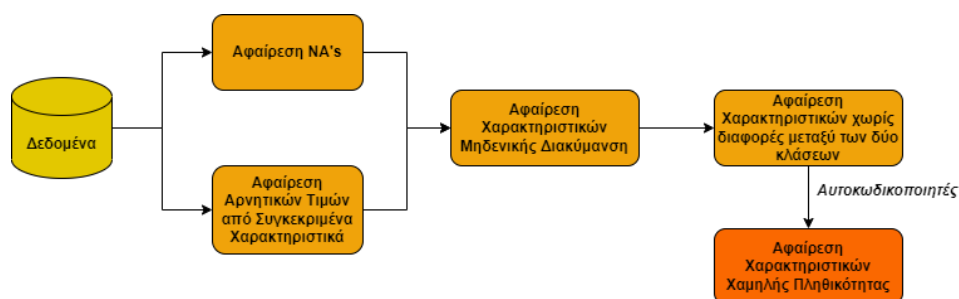 Δεδομένα
Αφαίρεση NA's
Αφαίρεση
Αρνητικών Τιμών
από Συγκεκριμένα
Χαρακτηριστικά
Αφαίρεση
Χαρακτηριστικών
Μηδενικής Διακύμανση
Αφαίρεση
Χαρακτηριστικών χωρίς
διαφορές μεταξύ των δύο
κλάσεων
Αυτοκωδικοποιητές
Αφαίρεση
Χαρακτηριστικών
Χαμηλής Πληθικότητας